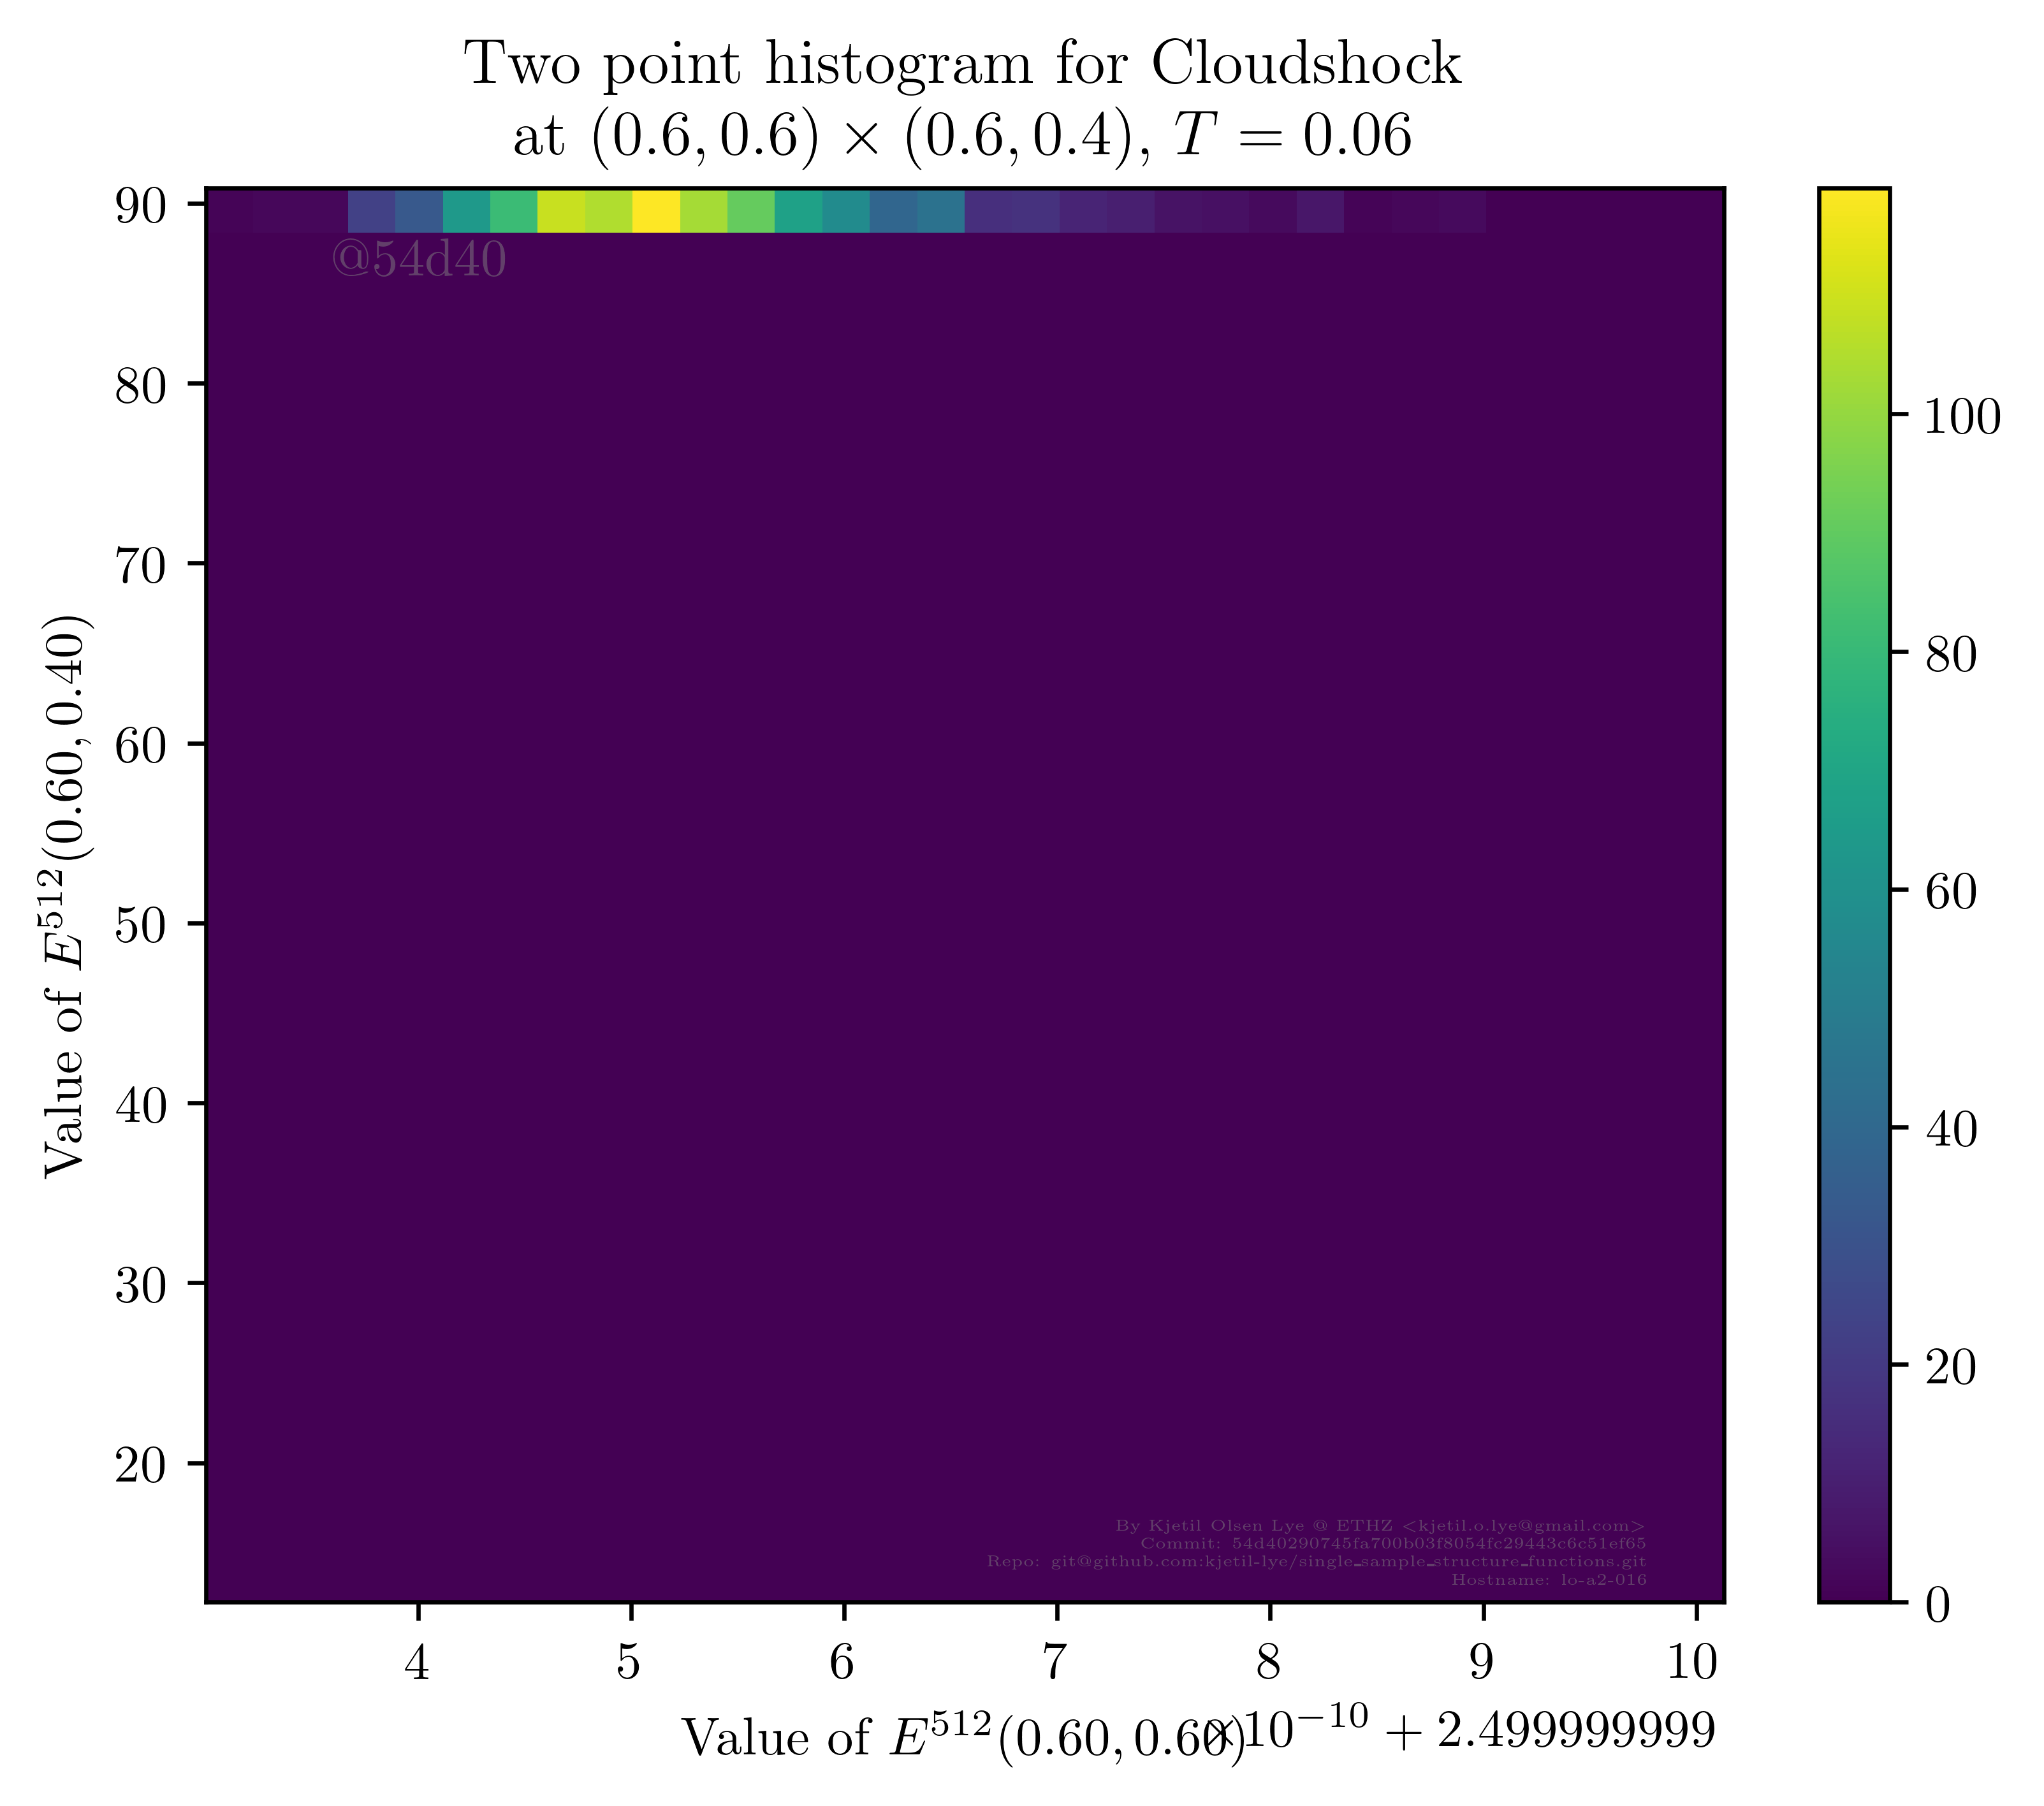 Two point histogram for Cloudshock
at (0.6, 0.6) × (0.6, 0.4), T = 0.06
90
80
70
60
50
40
30
20
Value of E^512(0.60, 0.40)
@54d40
By Kjetil Olsen Lye @ ETHZ <kjetil.o.lye@gmail.com>
Commit: 54d40290745fa700b03f8054fc29443c6c51ef65
Repo: git@github.com:kjetil-lye/single_sample_structure_functions.git
Hostname: lo-a2-016
4 5 6 7 8 9 10
Value of E^512(0.60, 0.60)
×10^−10 + 2.499999999
100
80
60
40
20
0